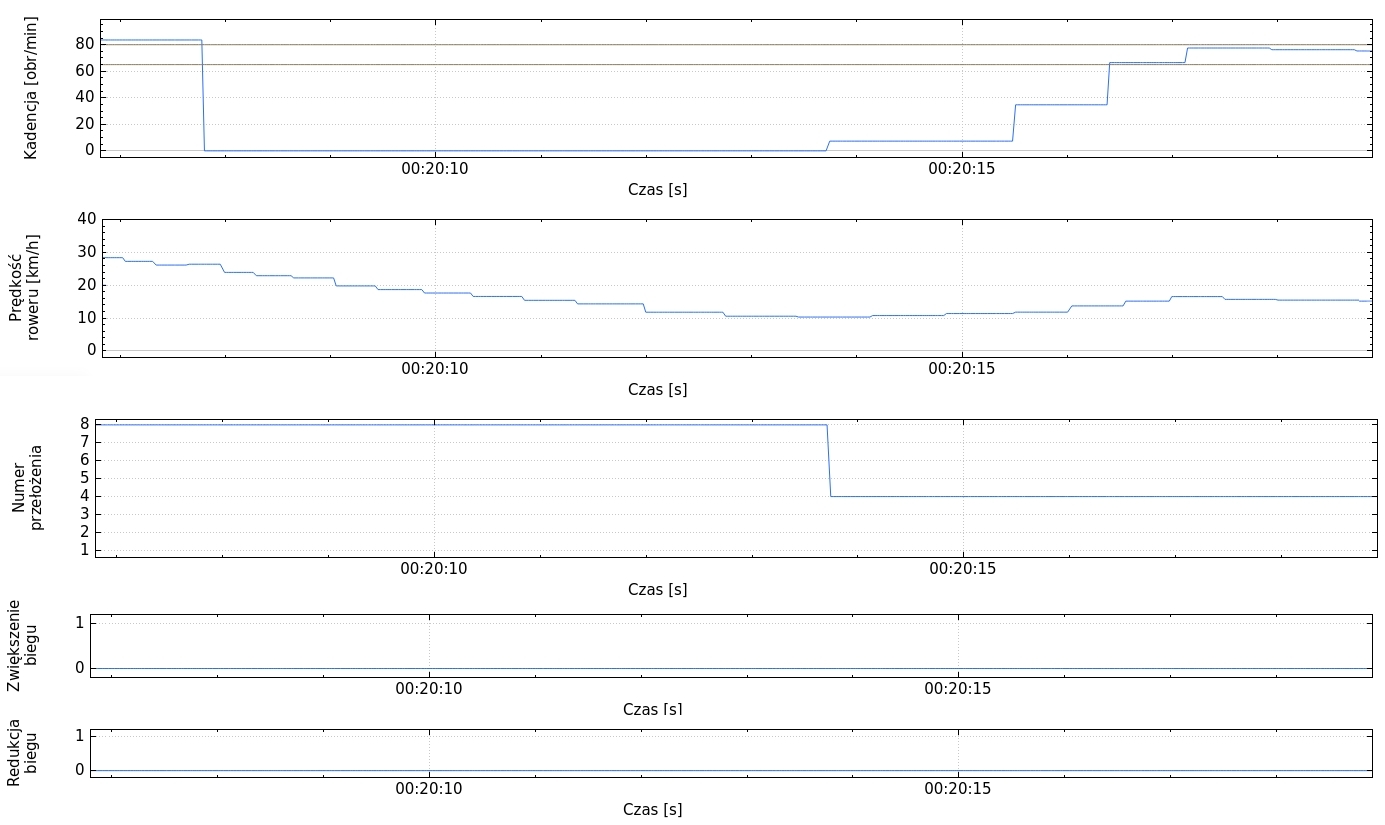 Kadencja [obr/min]
80
60
40
20
0
00:20:10 00:20:15
Czas [s]
Prędkość
roweru [km/h]
40
30
20
10
0
00:20:10 00:20:15
Czas [s]
Numer
przełożenia
8
7
6
5
4
3
2
1
00:20:10 00:20:15
Czas [s]
Zwiększenie
biegu
1
0
00:20:10 00:20:15
Czas [s]
Redukcja
biegu
1
0
00:20:10 00:20:15
Czas [s]